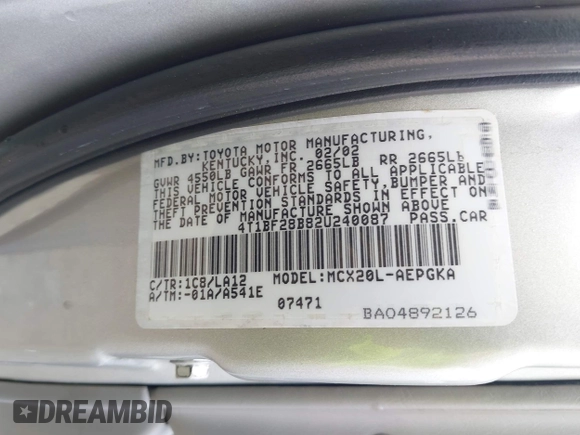 MFD.BY:TOYOTA MOTOR MANUFACTURING,
KENTUCKY,INC. 02/02
GVWR 4550LB GAWR FR 2665LB RR 2665LB
THIS VEHICLE CONFORMS TO ALL APPLICABLE
FEDERAL MOTOR VEHICLE SAFETY,BUMPER AND
THEFT PREVENTION STANDARDS IN EFFECT ON
THE DATE OF MANUFACTURE SHOWN ABOVE.
4T1BF28B82U240087 PASS.CAR
C/TR:1C8/LA12 MODEL:MCX20L-AEPGKA
A/TM:-01A/A541E 07471
BA04892126
DREAMBID